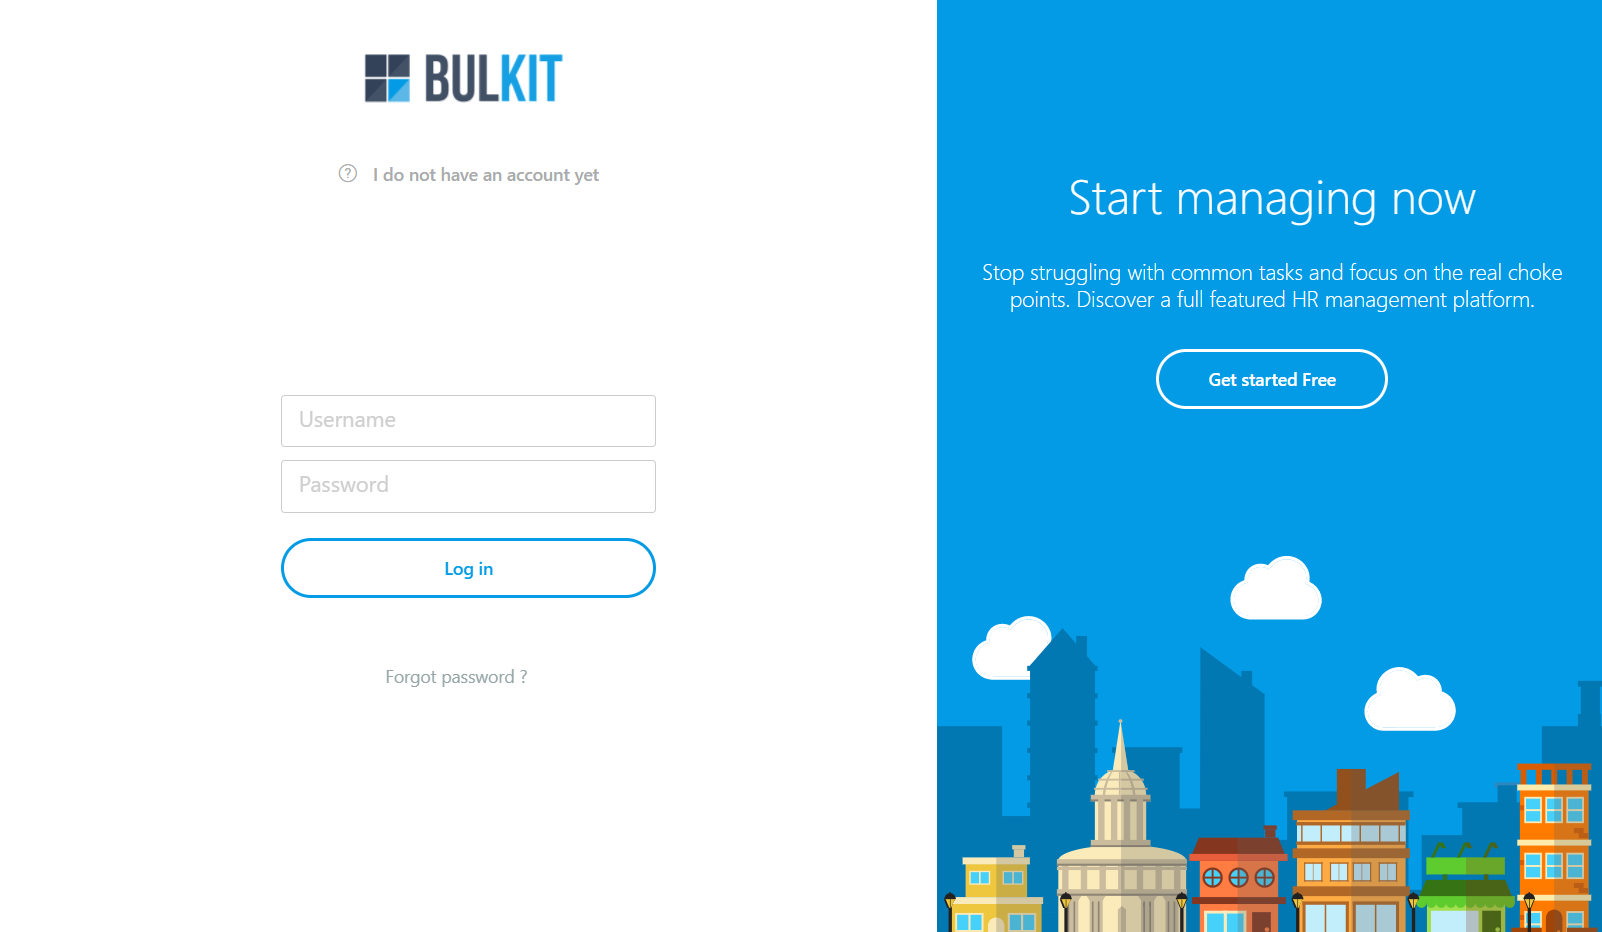 BULKIT
I do not have an account yet
Username
Password
Log in
Forgot password ?
Start managing now
Stop struggling with common tasks and focus on the real choke
points. Discover a full featured HR management platform.
Get started Free